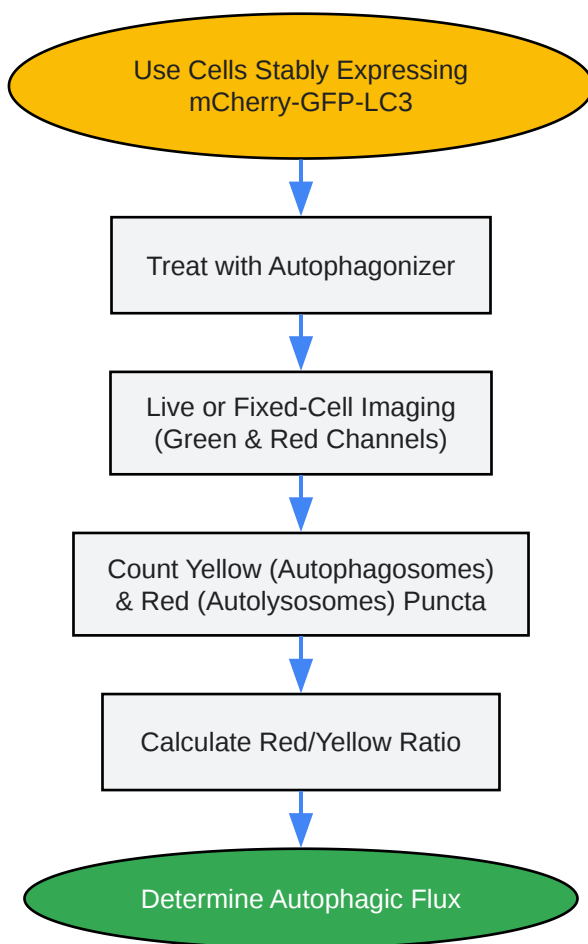 Use Cells Stably Expressing
mCherry-GFP-LC3
Treat with Autophagonizer
Live or Fixed-Cell Imaging
(Green & Red Channels)
Count Yellow (Autophagosomes)
& Red (Autolysosomes) Puncta
Calculate Red/Yellow Ratio
Determine Autophagic Flux